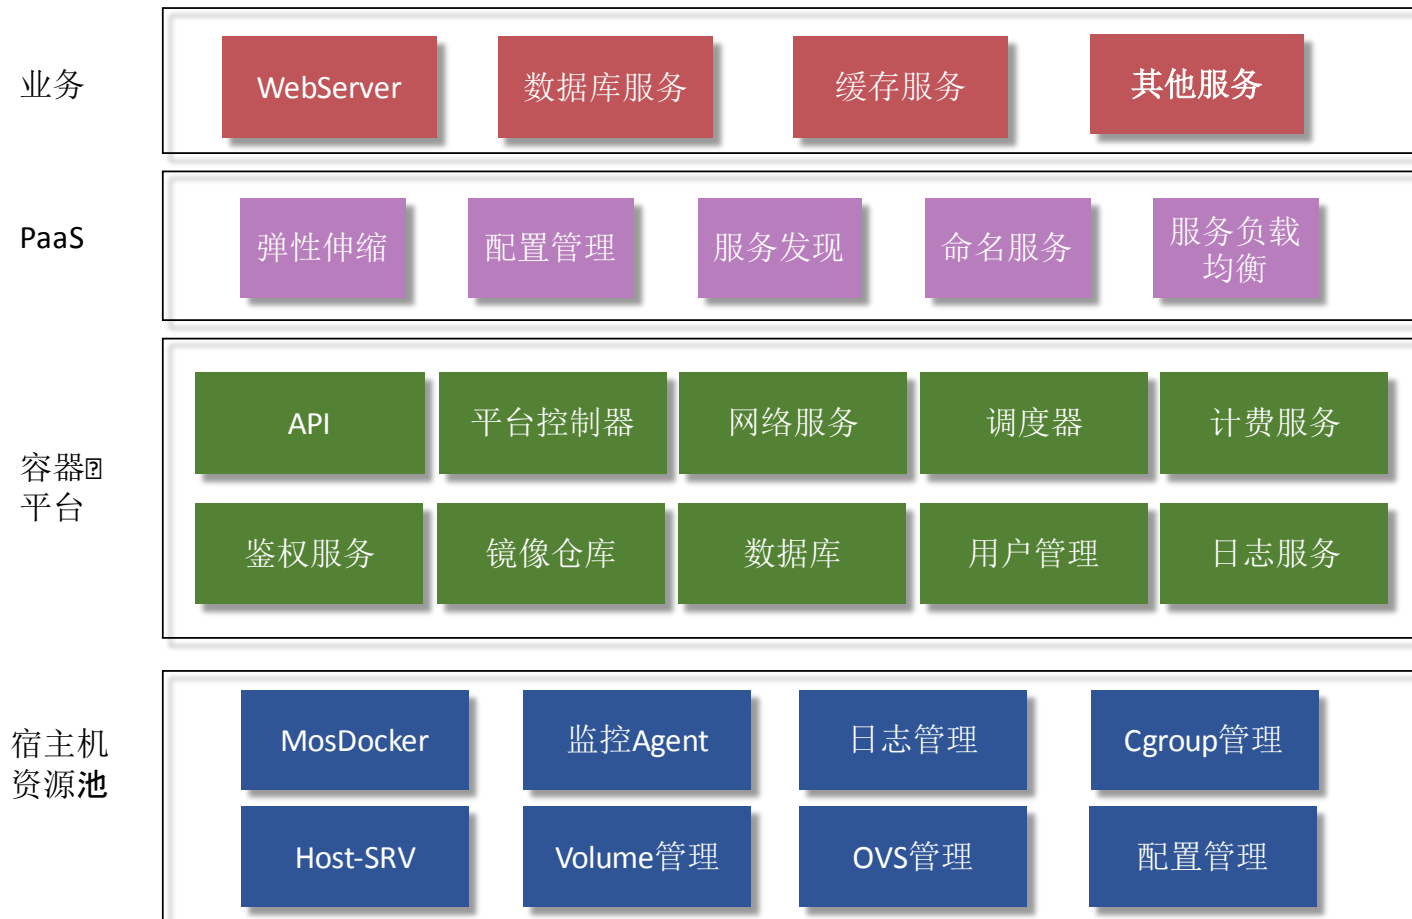 业务
WebServer
数据库服务
缓存服务
其他服务
PaaS
弹性伸缩
配置管理
服务发现
命名服务
服务负载
均衡
容器
平台
API
平台控制器
网络服务
调度器
计费服务
鉴权服务
镜像仓库
数据库
用户管理
日志服务
宿主机
资源池
MosDocker
监控Agent
日志管理
Cgroup管理
Host-SRV
Volume管理
OVS管理
配置管理